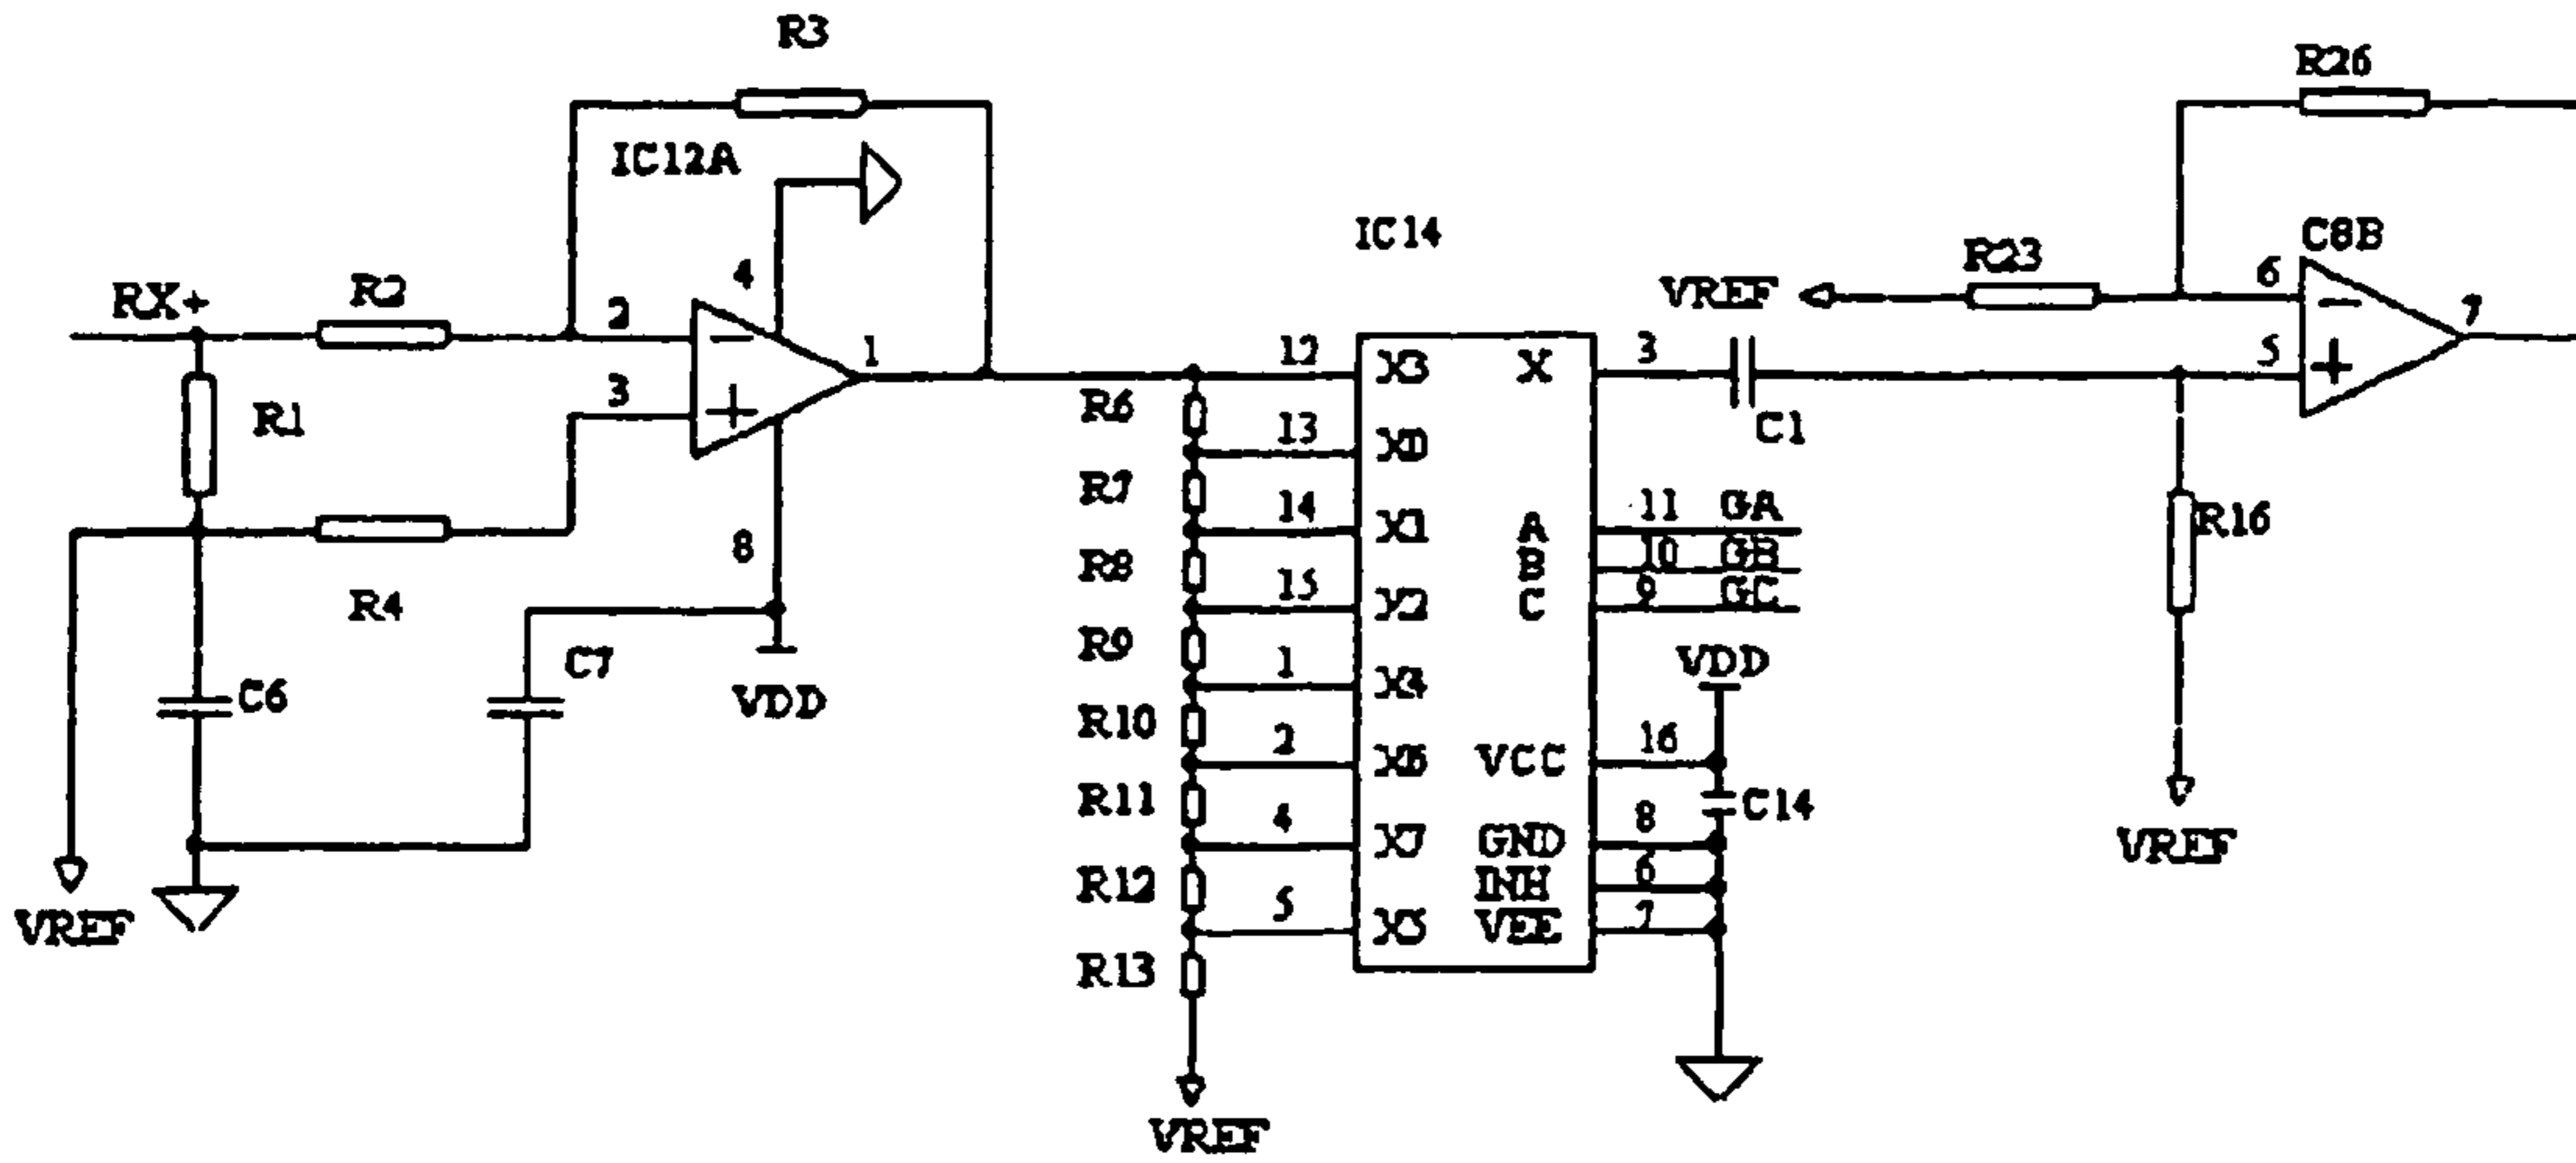 R3
R26
IC12A
IC14
C8B
RX+
R2
4
2
1
3
R1
R4
8
C6
C7
VDD
VREF
R6
R7
R8
R9
R10
R11
R12
R13
VREF
12
13
14
15
1
2
4
5
X3
X0
X1
X2
X4
X6
X7
X5
X
A
B
C
VCC
GND
INH
VEE
3
11 GA
10 GB
9 GC
VDD
16
8
6
7
C14
C1
VREF
R23
6
5
7
R16
VREF